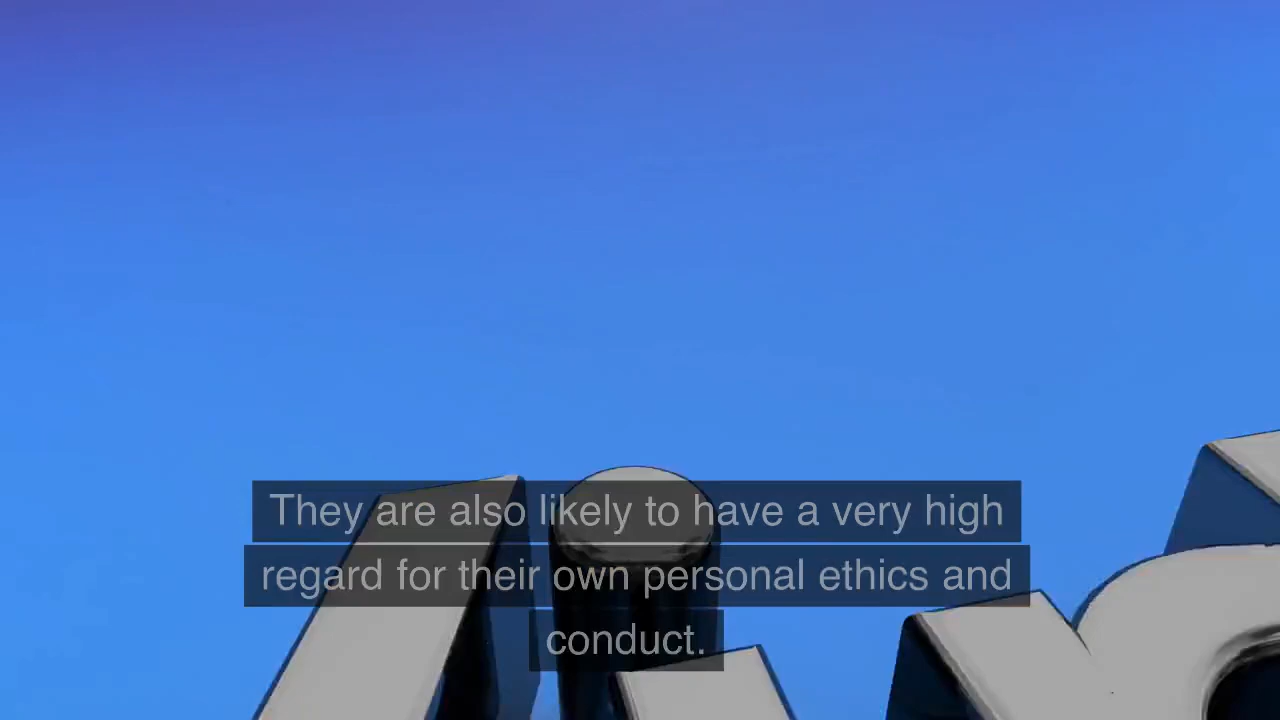 They are also likely to have a very high
regard for their own personal ethics and
conduct.